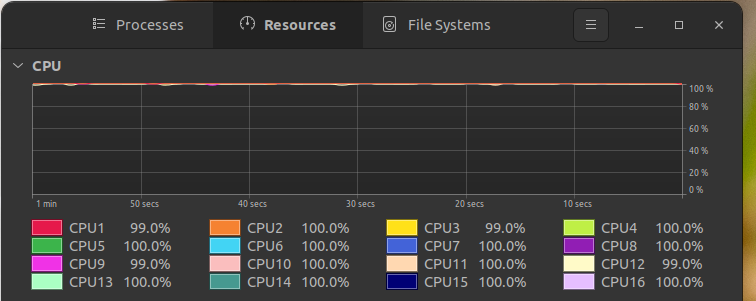 Processes Resources File Systems
CPU
100 %
80 %
60 %
40 %
20 %
0 %
1 min 50 secs 40 secs 30 secs 20 secs 10 secs
CPU1 99.0% CPU2 100.0% CPU3 99.0% CPU4 100.0%
CPU5 100.0% CPU6 100.0% CPU7 100.0% CPU8 100.0%
CPU9 99.0% CPU10 100.0% CPU11 100.0% CPU12 99.0%
CPU13 100.0% CPU14 100.0% CPU15 100.0% CPU16 100.0%